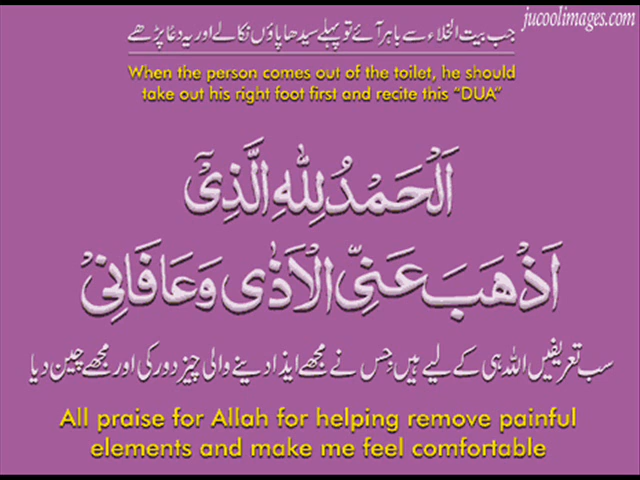 jucoolimages.com
جب بیت الخلاء سے باہر آئے تو پہلے سیدھا پاؤں نکالے اور یہ دعا پڑھے
When the person comes out of the toilet, he should
take out his right foot first and recite this “DUA”
اَلْحَمْدُ لِلّٰهِ الَّذِیْ
اَذْهَبَ عَنِّی الْاَذٰی وَعَافَانِیْ
سب تعریفیں اللہ ہی کے لیے ہیں جس نے مجھے ایذا دینے والی چیز دور کی اور مجھے چین دیا
All praise for Allah for helping remove painful
elements and make me feel comfortable